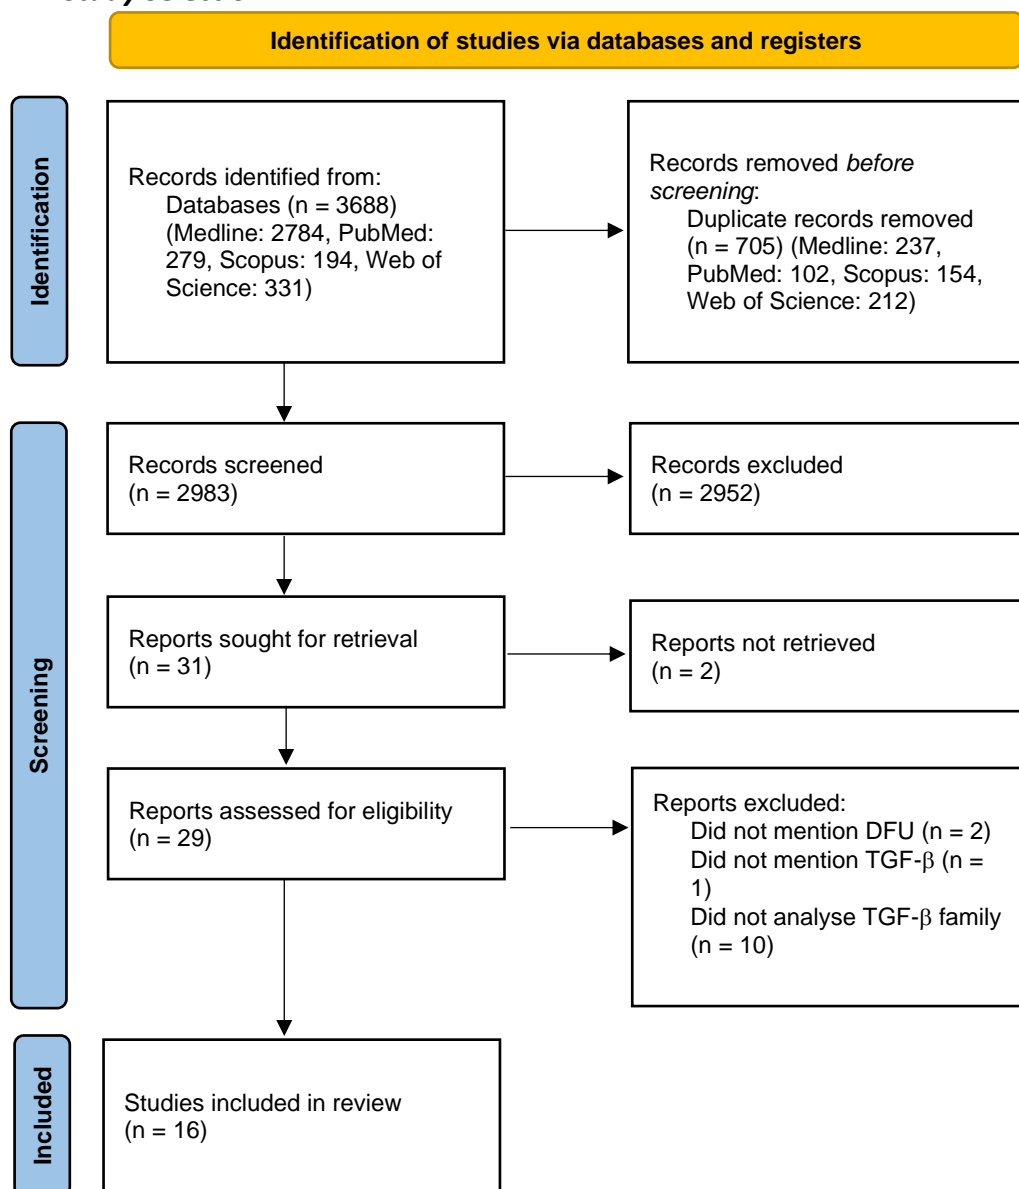 Identification of studies via databases and registers
Identification
Records identified from:
Databases (n = 3688)
(Medline: 2784, PubMed:
279, Scopus: 194, Web of
Science: 331)
Records removed before
screening:
Duplicate records removed
(n = 705) (Medline: 237,
PubMed: 102, Scopus: 154,
Web of Science: 212)
Screening
Records screened
(n = 2983)
Records excluded
(n = 2952)
Reports sought for retrieval
(n = 31)
Reports not retrieved
(n = 2)
Reports assessed for eligibility
(n = 29)
Reports excluded:
Did not mention DFU (n = 2)
Did not mention TGF-β (n =
1)
Did not analyse TGF-β family
(n = 10)
Included
Studies included in review
(n = 16)